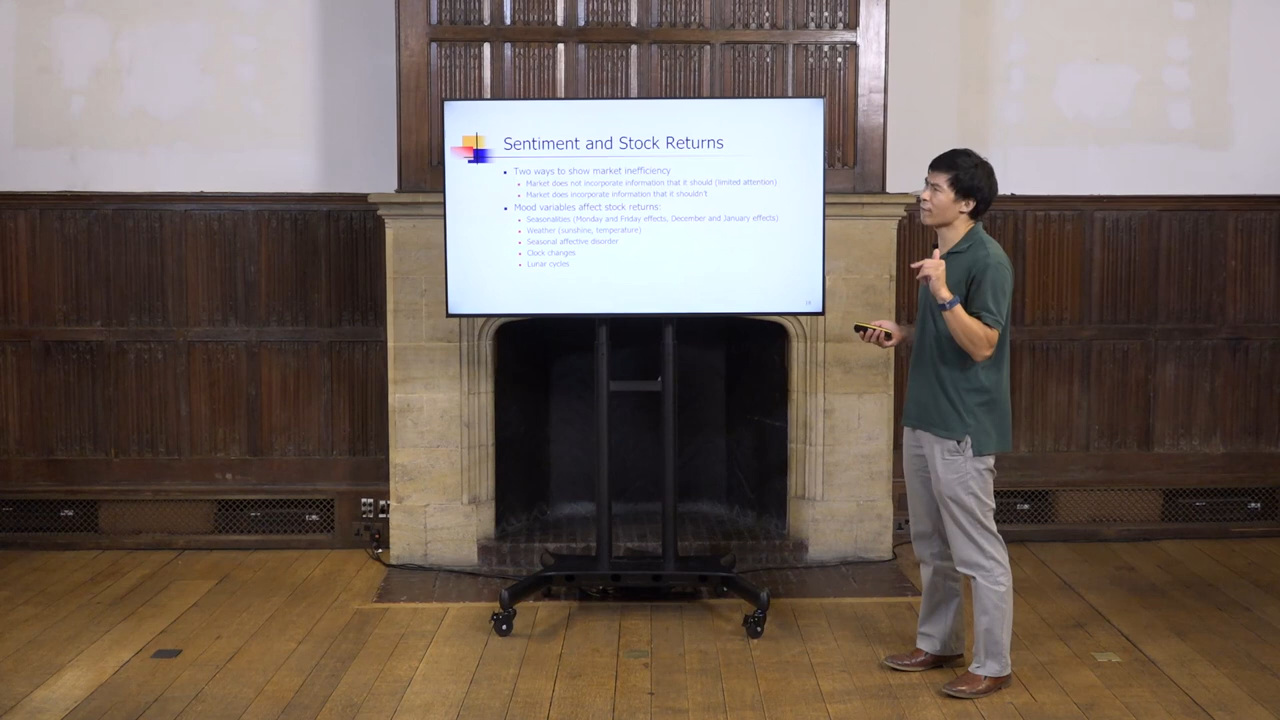 Sentiment and Stock Returns
Two ways to show market inefficiency
Market does not incorporate information that it should (limited attention)
Market does incorporate information that it shouldn't
Mood variables affect stock returns:
Seasonalities (Monday and Friday effects, December and January effects)
Weather (sunshine, temperature)
Seasonal affective disorder
Clock changes
Lunar cycles